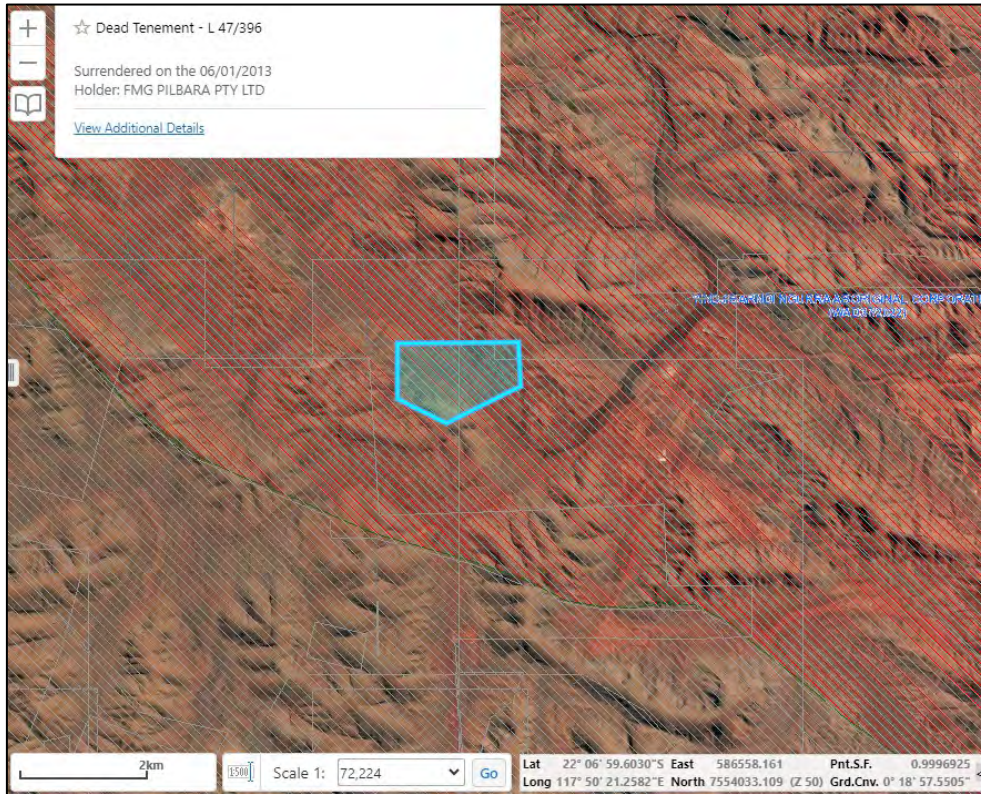 Dead Tenement - L 47/396
Surrendered on the 06/01/2013
Holder: FMG PILBARA PTY LTD
View Additional Details
2km
1:500
Scale 1: 72,224 Go
Lat 22° 06' 59.6030"S East 586558.161 Pnt.S.F. 0.9996925
Long 117° 50' 21.2582"E North 7554033.109 (Z 50) Grd.Cnv. 0° 18' 57.5505"